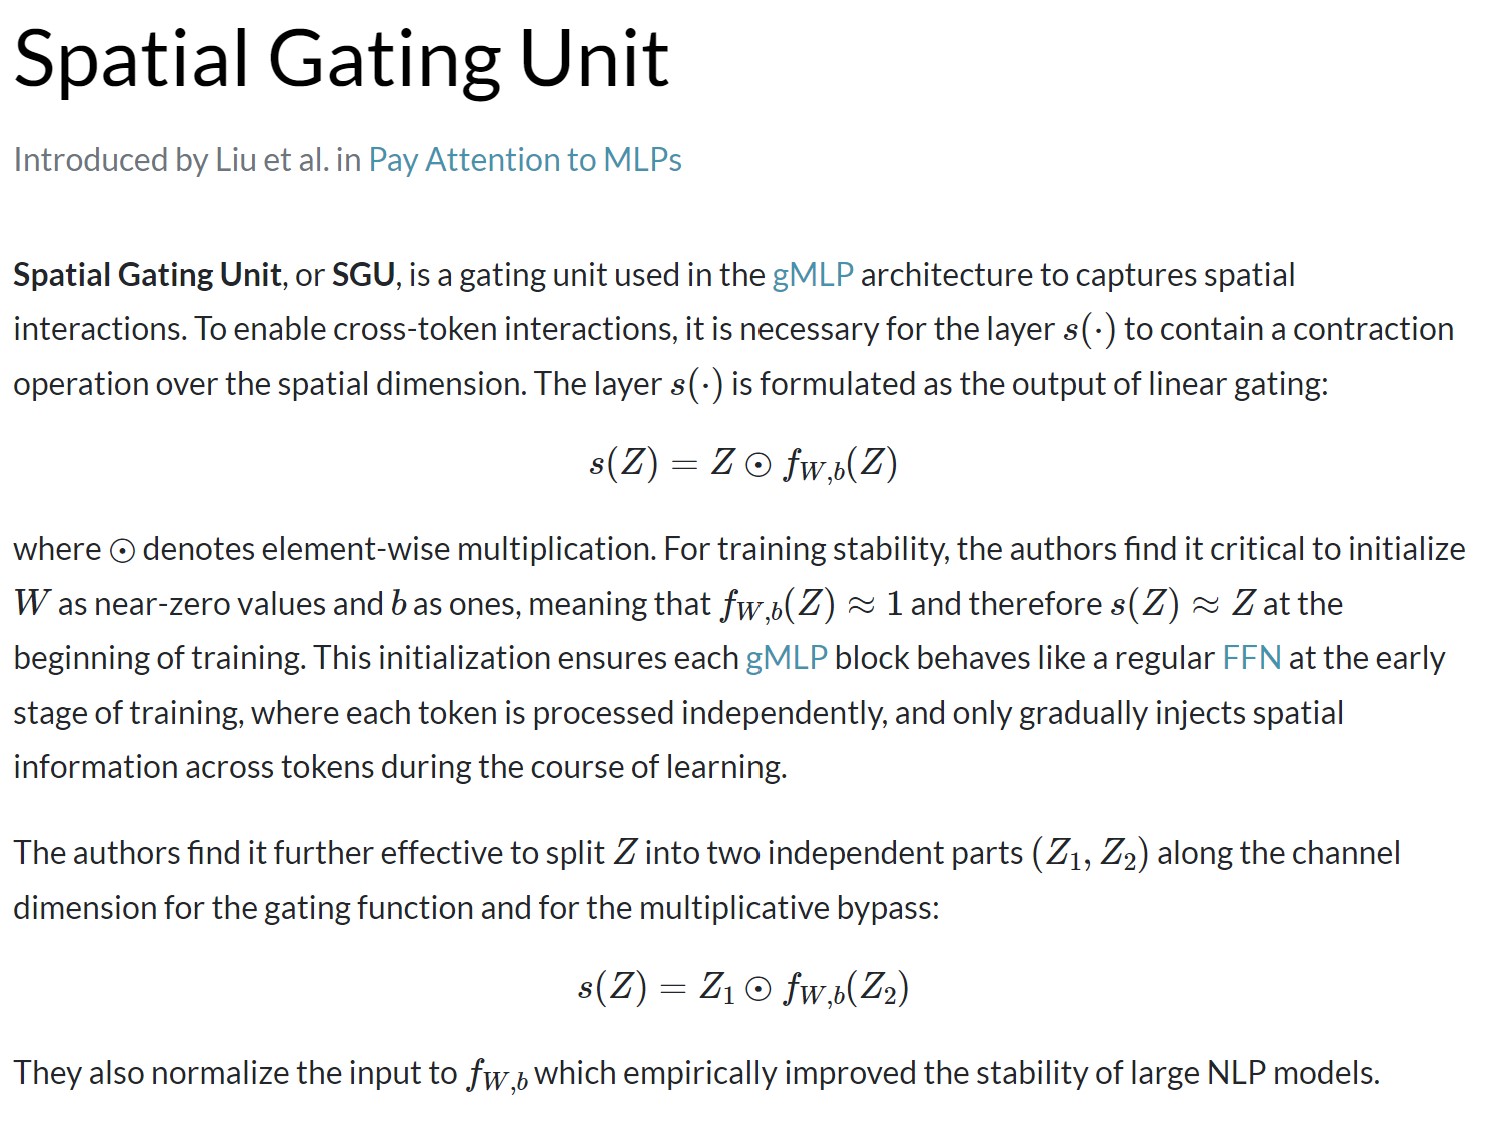 Spatial Gating Unit
Introduced by Liu et al. in Pay Attention to MLPs
Spatial Gating Unit, or SGU, is a gating unit used in the gMLP architecture to captures spatial
interactions. To enable cross-token interactions, it is necessary for the layer s(·) to contain a contraction
operation over the spatial dimension. The layer s(·) is formulated as the output of linear gating:
s(Z) = Z ⊙ f_{W,b}(Z)
where ⊙ denotes element-wise multiplication. For training stability, the authors find it critical to initialize
W as near-zero values and b as ones, meaning that f_{W,b}(Z) ≈ 1 and therefore s(Z) ≈ Z at the
beginning of training. This initialization ensures each gMLP block behaves like a regular FFN at the early
stage of training, where each token is processed independently, and only gradually injects spatial
information across tokens during the course of learning.
The authors find it further effective to split Z into two independent parts (Z_1, Z_2) along the channel
dimension for the gating function and for the multiplicative bypass:
s(Z) = Z_1 ⊙ f_{W,b}(Z_2)
They also normalize the input to f_{W,b} which empirically improved the stability of large NLP models.